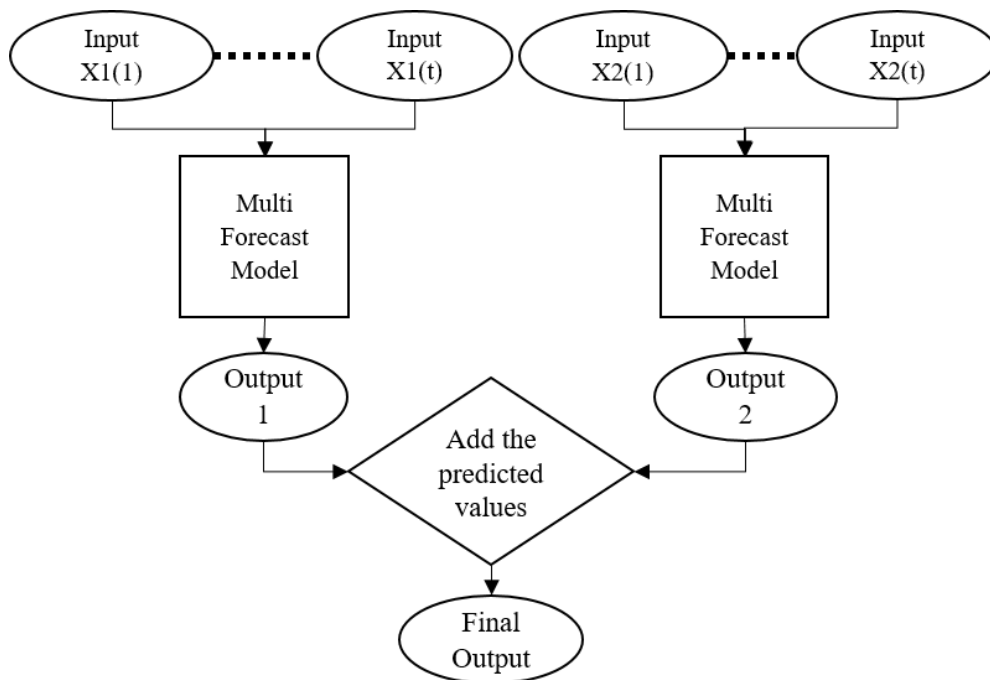 Input
X1(1)
Input
X1(t)
Input
X2(1)
Input
X2(t)
Multi
Forecast
Model
Multi
Forecast
Model
Output
1
Output
2
Add the
predicted
values
Final
Output